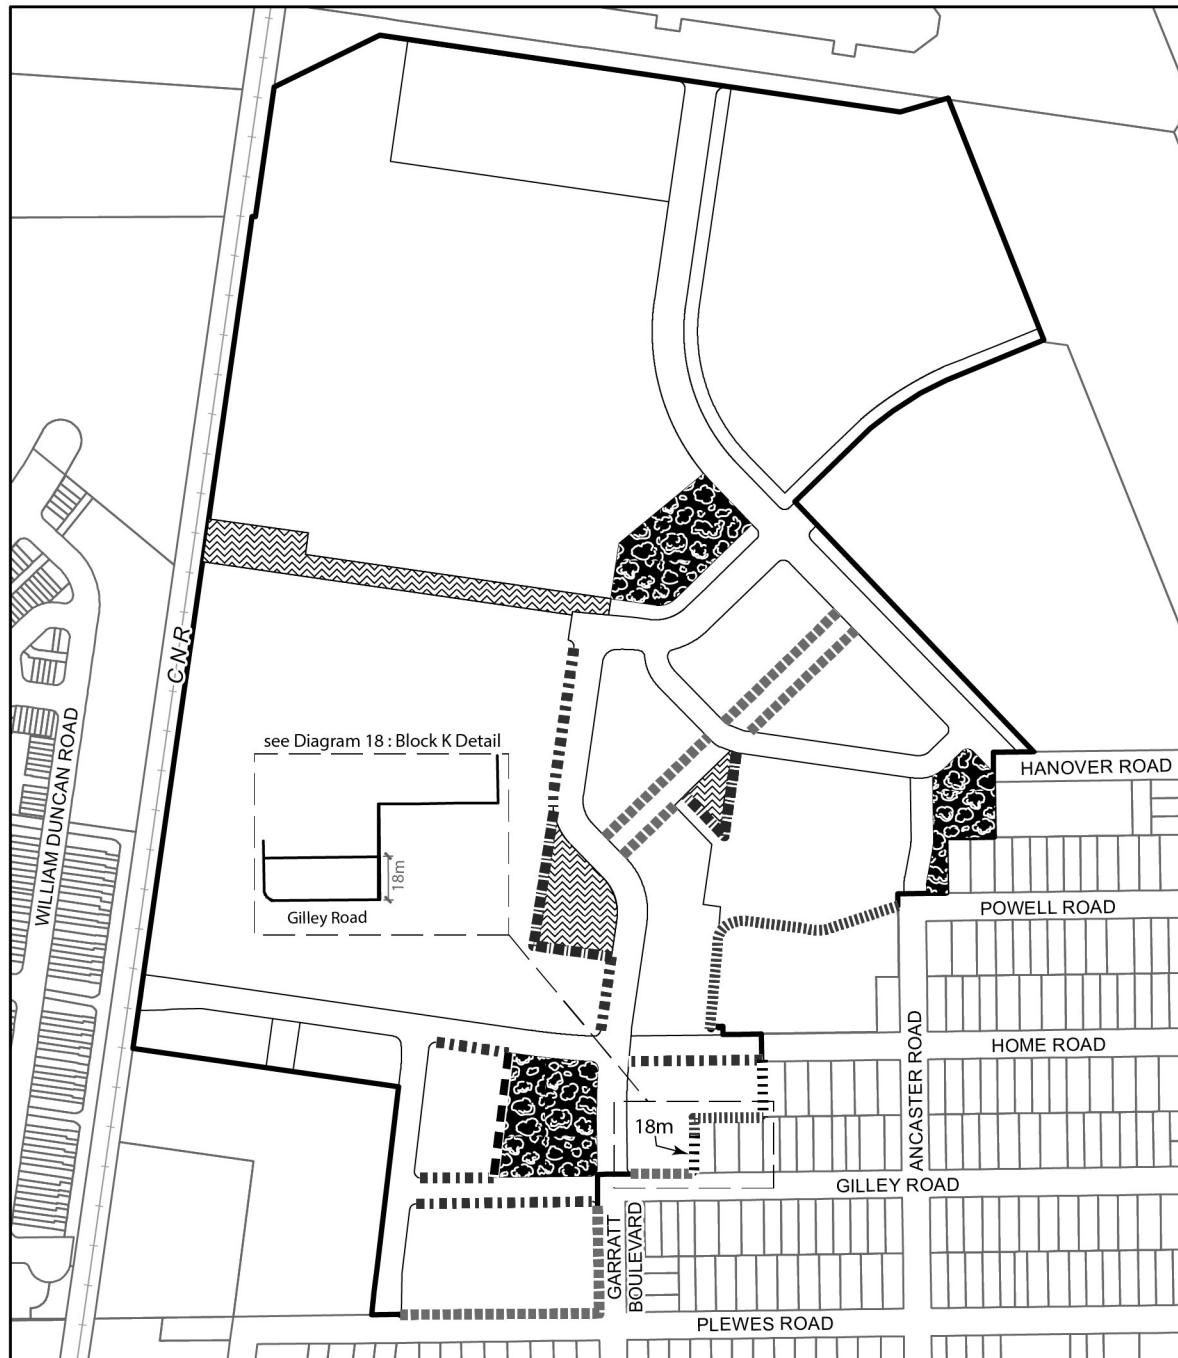 CNR
WILLIAM DUNCAN ROAD
see Diagram 18 : Block K Detail
18m
Gilley Road
HANOVER ROAD
POWELL ROAD
HOME ROAD
ANCASTER ROAD
18m
GILLEY ROAD
GARRATT
BOULEVARD
PLEWES ROAD